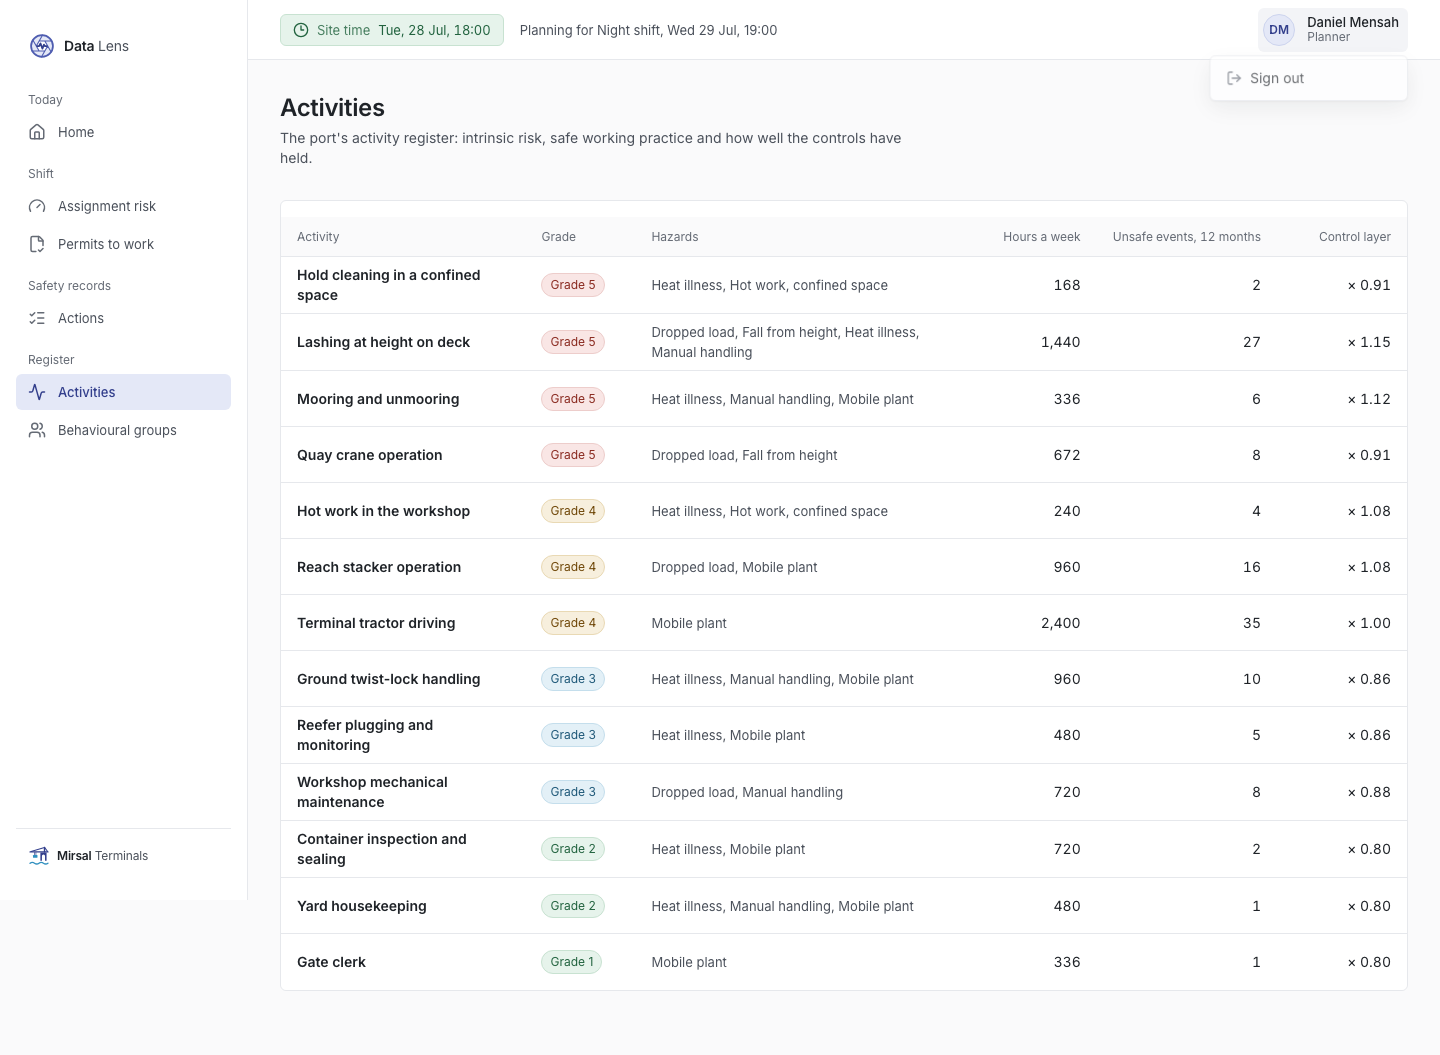 Data Lens
Today
Home
Shift
Assignment risk
Permits to work
Safety records
Actions
Register
Activities
Behavioural groups
Mirsal Terminals
Site time Tue, 28 Jul, 18:00
Planning for Night shift, Wed 29 Jul, 19:00
DM
Daniel Mensah
Planner
Sign out
Activities
The port's activity register: intrinsic risk, safe working practice and how well the controls have
held.
Activity Grade Hazards Hours a week Unsafe events, 12 months Control layer
Hold cleaning in a confined
space
Grade 5 Heat illness, Hot work, confined space 168 2 × 0.91
Lashing at height on deck Grade 5 Dropped load, Fall from height, Heat illness,
Manual handling
1,440 27 × 1.15
Mooring and unmooring Grade 5 Heat illness, Manual handling, Mobile plant 336 6 × 1.12
Quay crane operation Grade 5 Dropped load, Fall from height 672 8 × 0.91
Hot work in the workshop Grade 4 Heat illness, Hot work, confined space 240 4 × 1.08
Reach stacker operation Grade 4 Dropped load, Mobile plant 960 16 × 1.08
Terminal tractor driving Grade 4 Mobile plant 2,400 35 × 1.00
Ground twist-lock handling Grade 3 Heat illness, Manual handling, Mobile plant 960 10 × 0.86
Reefer plugging and
monitoring
Grade 3 Heat illness, Mobile plant 480 5 × 0.86
Workshop mechanical
maintenance
Grade 3 Dropped load, Manual handling 720 8 × 0.88
Container inspection and
sealing
Grade 2 Heat illness, Mobile plant 720 2 × 0.80
Yard housekeeping Grade 2 Heat illness, Manual handling, Mobile plant 480 1 × 0.80
Gate clerk Grade 1 Mobile plant 336 1 × 0.80